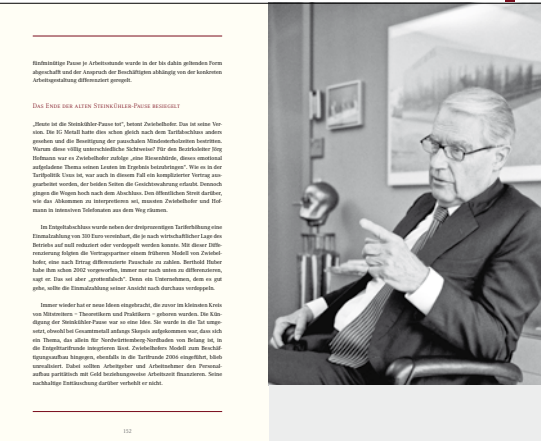 fünfminütige Pause je Arbeitsstunde wurde in der bis dahin geltenden Form
abgeschafft und der Anspruch der Beschäftigten abhängig von der konkreten
Arbeitsgestaltung differenziert geregelt.
Das Ende der alten Steinkühler-Pause besiegelt
„Heute ist die Steinkühler-Pause tot“, betont Zwiebelhofer. Das ist seine Ver-
sion. Die IG Metall hatte dies schon gleich nach dem Tarifabschluss anders
gesehen und die Beseitigung der pauschalen Mindesterholzeiten bestritten.
Warum diese völlig unterschiedliche Sichtweise? Für den Bezirksleiter Jörg
Hofmann war es Zwiebelhofer zufolge „eine Riesenhürde, dieses emotional
aufgeladene Thema seinen Leuten im Ergebnis beizubringen“. Wie es in der
Tarifpolitik Usus ist, war auch in diesem Fall ein komplizierter Vertrag aus-
gearbeitet worden, der beiden Seiten die Gesichtswahrung erlaubt. Dennoch
gingen die Wogen hoch nach dem Abschluss. Den öffentlichen Streit darüber,
wie das Abkommen zu interpretieren sei, mussten Zwiebelhofer und Hof-
mann in intensiven Telefonaten aus dem Weg räumen.
Im Entgeltabschluss wurde neben der dreiprozentigen Tariferhöhung eine
Einmalzahlung von 310 Euro vereinbart, die je nach wirtschaftlicher Lage des
Betriebs auf null reduziert oder verdoppelt werden konnte. Mit dieser Diffe-
renzierung folgten die Vertragspartner einem früheren Modell von Zwiebel-
hofer, eine nach Ertrag differenzierte Pauschale zu zahlen. Berthold Huber
habe ihm schon 2002 vorgeworfen, immer nur nach unten zu differenzieren,
sagt er. Das sei aber „grottenfalsch“. Denn ein Unternehmen, dem es gut
gehe, sollte die Einmalzahlung seiner Ansicht nach durchaus verdoppeln.
Immer wieder hat er neue Ideen eingebracht, die zuvor im kleinsten Kreis
von Mitstreitern – Theoretikern und Praktikern – geboren wurden. Die Kün-
digung der Steinkühler-Pause war so eine Idee. Sie wurde in die Tat umge-
setzt, obwohl bei Gesamtmetall anfangs Skepsis aufgekommen war, dass sich
ein Thema, das allein für Nordwürttemberg-Nordbaden von Belang ist, in
die Entgelttarifrunde integrieren lässt. Zwiebelhofers Modell zum Beschäf-
tigungsaufbau hingegen, ebenfalls in die Tarifrunde 2006 eingeführt, blieb
unrealisiert. Dabei sollten Arbeitgeber und Arbeitnehmer den Personal-
aufbau paritätisch mit Geld beziehungsweise Arbeitszeit finanzieren. Seine
nachhaltige Enttäuschung darüber verhehlt er nicht.
152